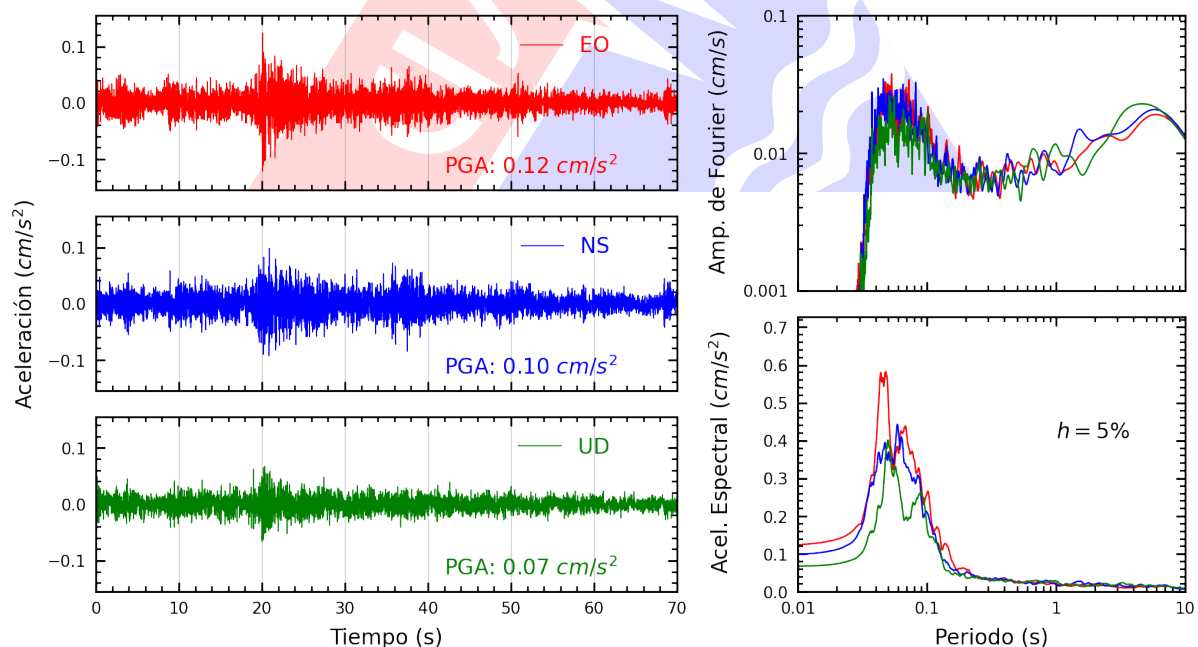 Aceleración (cm/s²)
0.1
0.0
−0.1
EO
PGA: 0.12 cm/s²
0.1
0.0
−0.1
NS
PGA: 0.10 cm/s²
0.1
0.0
−0.1
UD
PGA: 0.07 cm/s²
0 10 20 30 40 50 60 70
Tiempo (s)
Amp. de Fourier (cm/s)
0.1
0.01
0.001
Acel. Espectral (cm/s²)
0.7
0.6
0.5
0.4
0.3
0.2
0.1
0.0
h = 5%
0.01 0.1 1 10
Periodo (s)